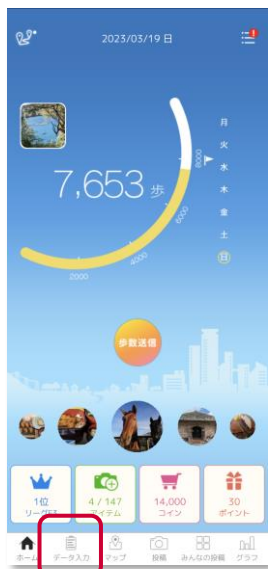 2023/03/19 日
月
火
水
木
金
土
日
8000
7,653 歩
6000
4000
2000
歩数送信
1位
4 / 147
アイテム
14,000
コイン
30
ポイント
ホーム
データ入力
マップ
投稿
みんなの投稿
グラフ